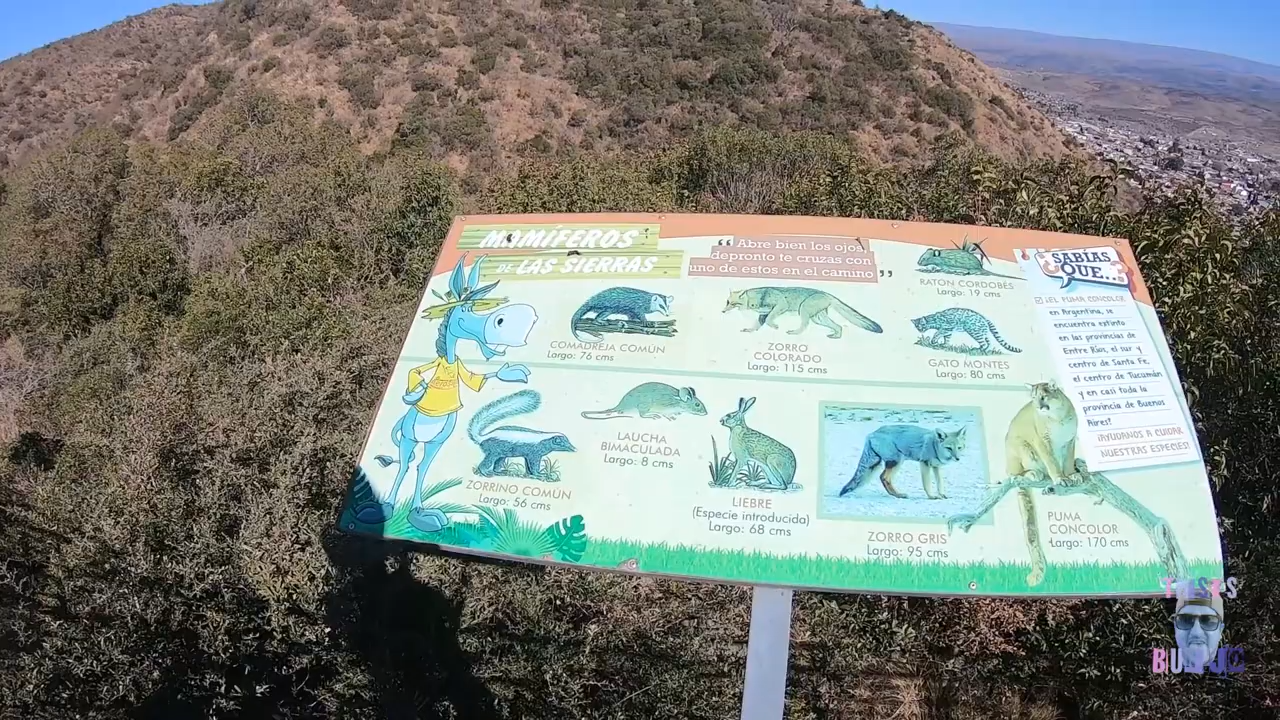 MAMÍFEROS
DE LAS SIERRAS
“Abre bien los ojos,
depronto te cruzas con
uno de estos en el camino”
RATON CORDOBÉS
Largo: 19 cms
COMADREJA COMÚN
Largo: 76 cms
ZORRO
COLORADO
Largo: 115 cms
GATO MONTES
Largo: 80 cms
ZORRINO COMÚN
Largo: 56 cms
LAUCHA
BIMACULADA
Largo: 8 cms
LIEBRE
(Especie introducida)
Largo: 68 cms
ZORRO GRIS
Largo: 95 cms
PUMA
CONCOLOR
Largo: 170 cms
SABÍAS
QUE...
¿EL PUMA CONCOLOR
en Argentina, se
encuentra extinto
en las provincias de
Entre Ríos, el sur y
centro de Santa Fe,
el centro de Tucumán
y en casi toda la
provincia de Buenos
Aires?
¡AYUDANOS A CUIDAR
NUESTRAS ESPECIES!